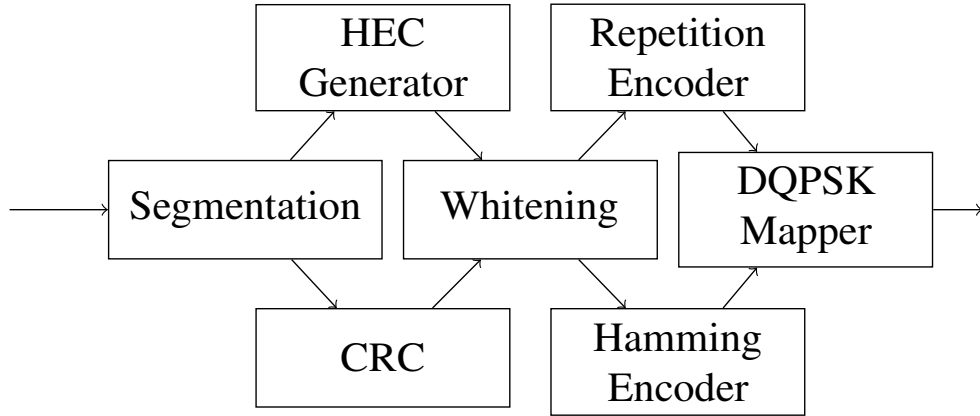 HEC
Generator
Repetition
Encoder
Segmentation
Whitening
DQPSK
Mapper
CRC
Hamming
Encoder